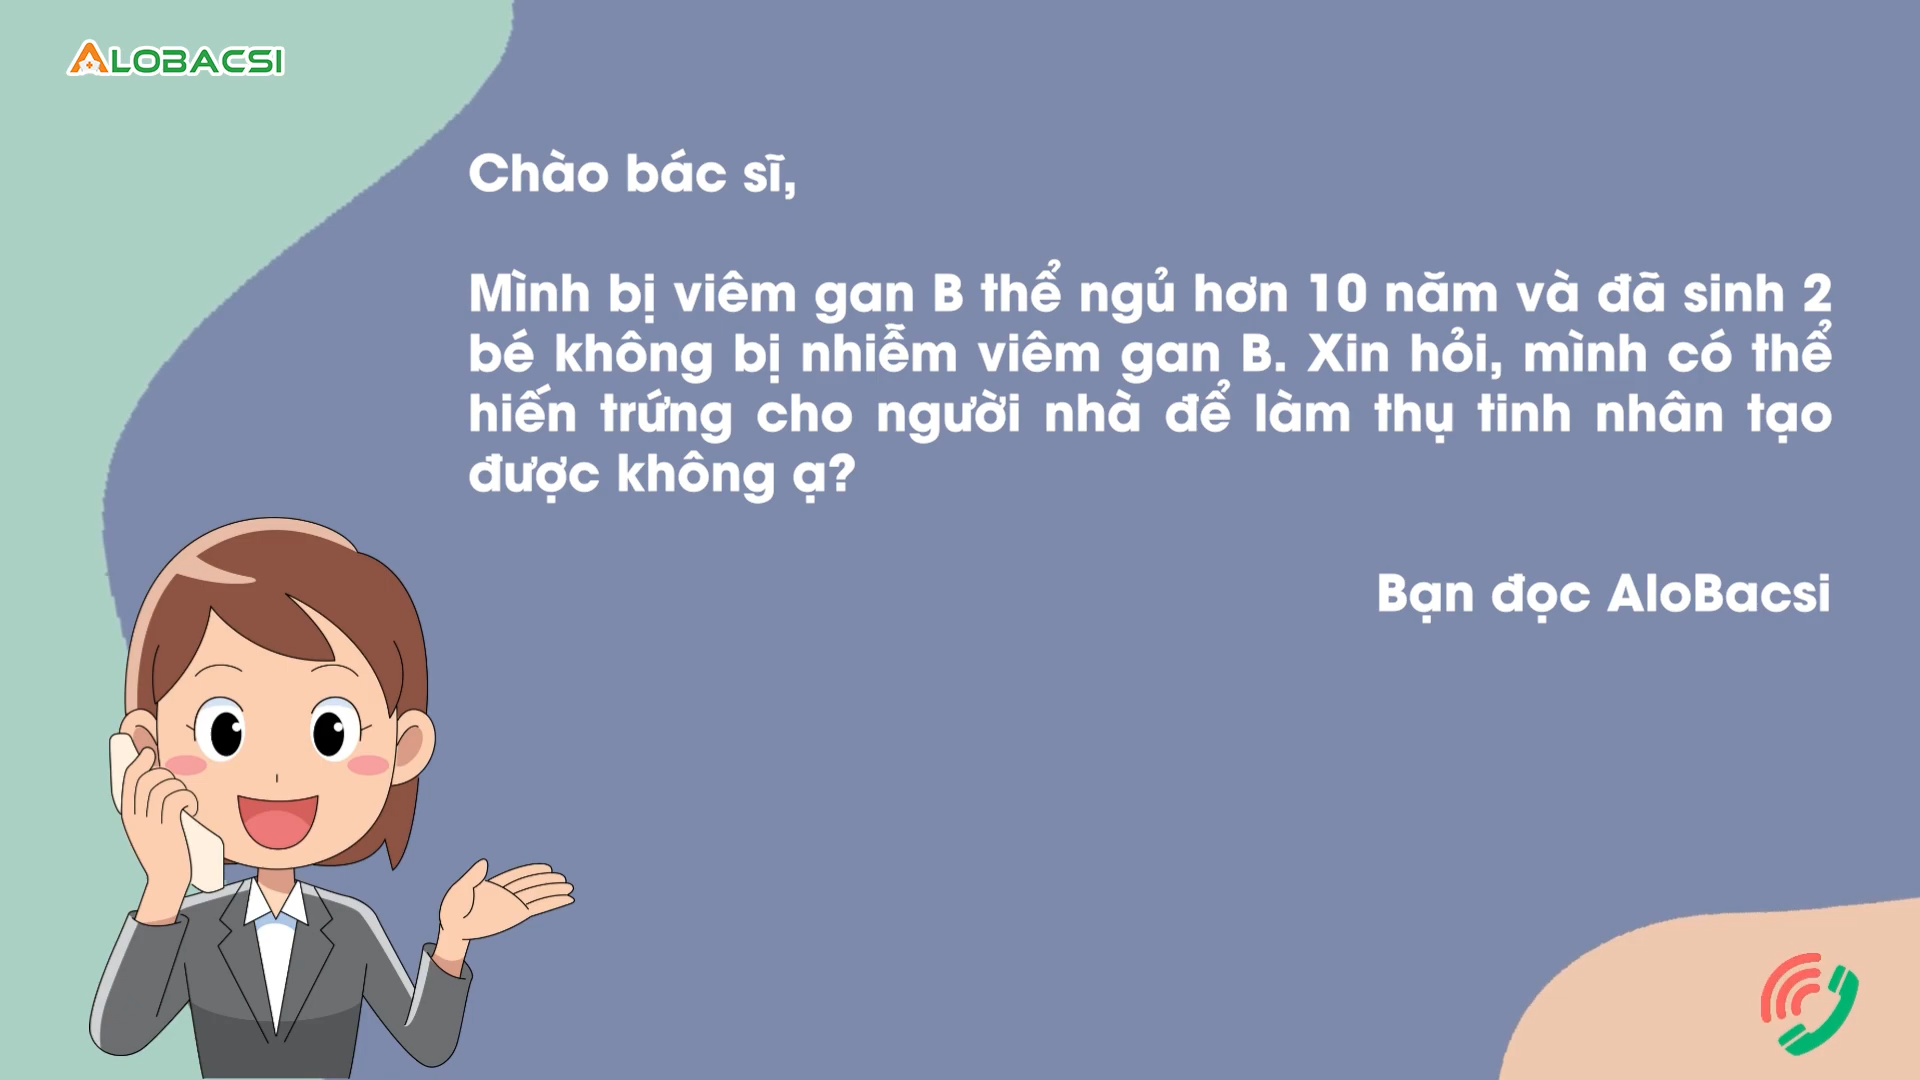 ALOBACSI
Chào bác sĩ,
Mình bị viêm gan B thể ngủ hơn 10 năm và đã sinh 2
bé không bị nhiễm viêm gan B. Xin hỏi, mình có thể
hiến trứng cho người nhà để làm thụ tinh nhân tạo
được không ạ?
Bạn đọc AloBacsi